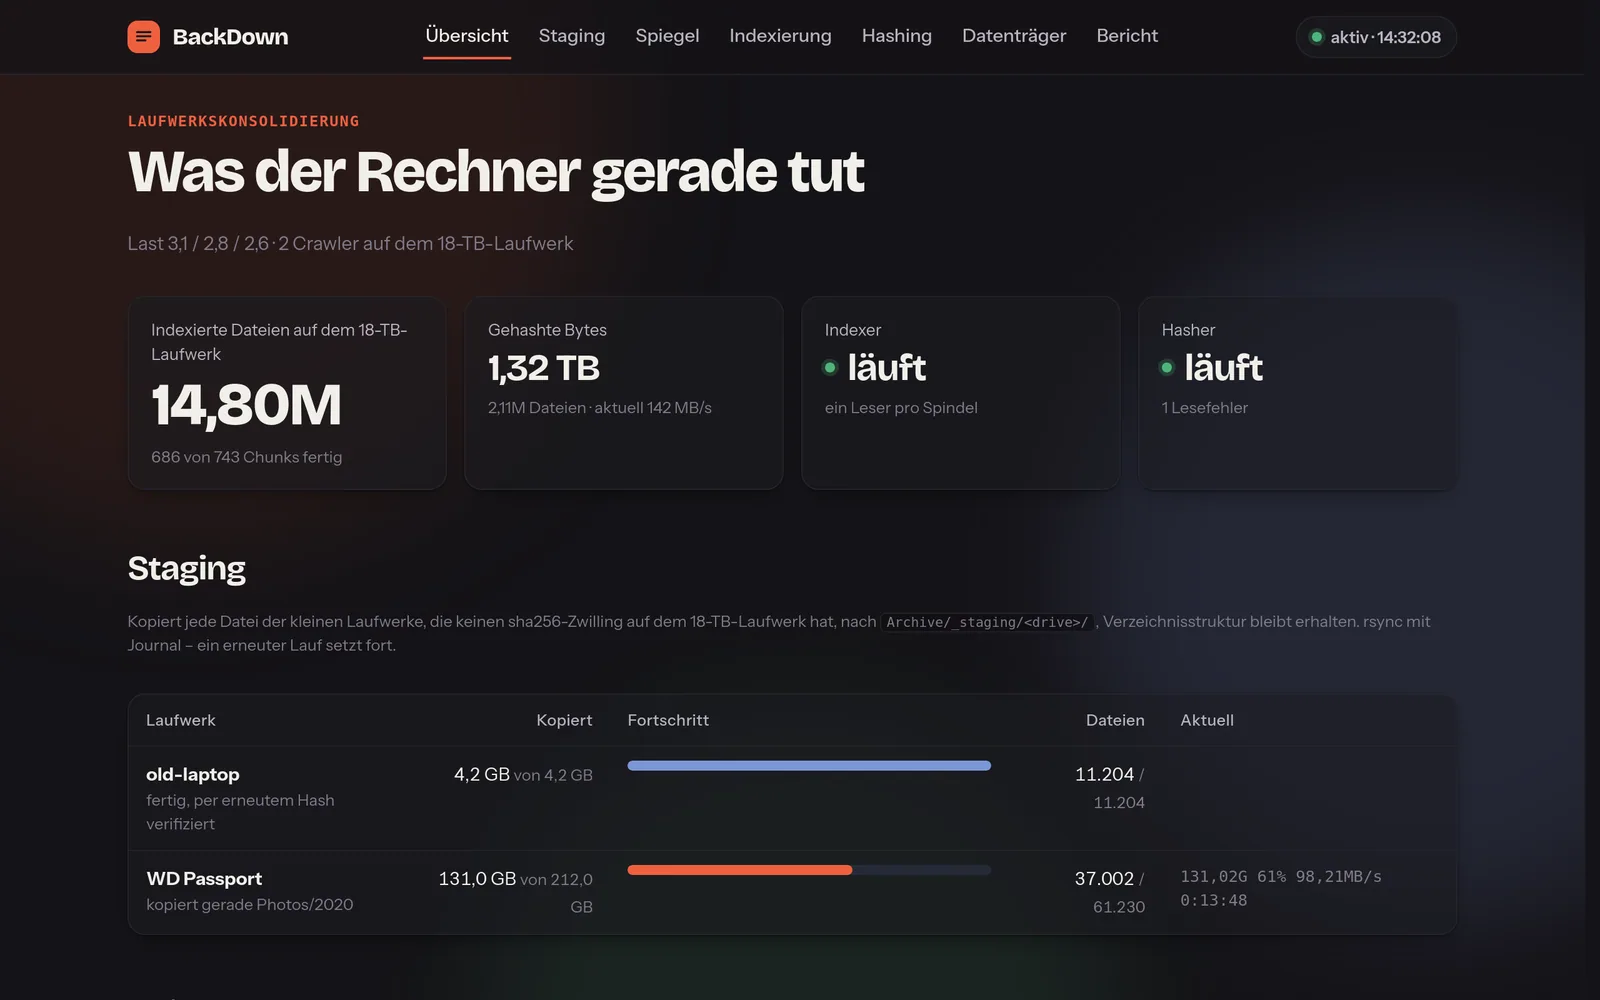 BackDown
Übersicht
Staging
Spiegel
Indexierung
Hashing
Datenträger
Bericht
aktiv · 14:32:08
LAUFWERKSKONSOLIDIERUNG
Was der Rechner gerade tut
Last 3,1 / 2,8 / 2,6 · 2 Crawler auf dem 18-TB-Laufwerk
Indexierte Dateien auf dem 18-TB-
Laufwerk
14,80M
686 von 743 Chunks fertig
Gehashte Bytes
1,32 TB
2,11M Dateien · aktuell 142 MB/s
Indexer
läuft
ein Leser pro Spindel
Hasher
läuft
1 Lesefehler
Staging
Kopiert jede Datei der kleinen Laufwerke, die keinen sha256-Zwilling auf dem 18-TB-Laufwerk hat, nach Archive/_staging/<drive>/ , Verzeichnisstruktur bleibt erhalten. rsync mit
Journal – ein erneuter Lauf setzt fort.
Laufwerk
Kopiert
Fortschritt
Dateien
Aktuell
old-laptop
fertig, per erneutem Hash
verifiziert
4,2 GB von 4,2 GB
11.204 /
11.204
WD Passport
kopiert gerade Photos/2020
131,0 GB von 212,0
GB
37.002 /
61.230
131,02G 61% 98,21MB/s
0:13:48